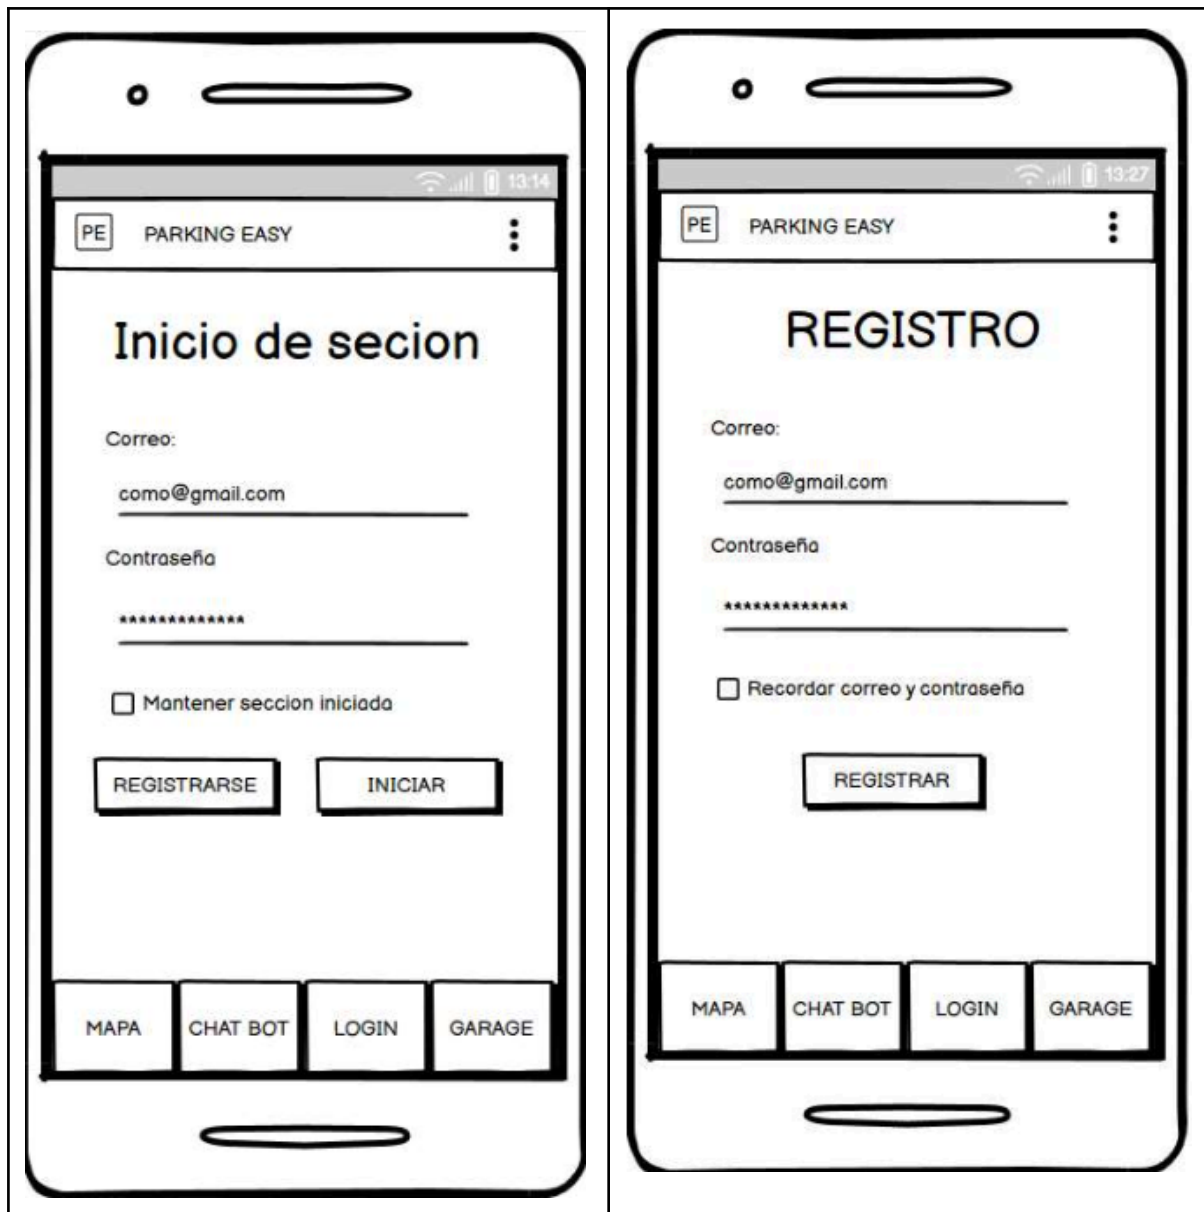 13:14
PE PARKING EASY
Inicio de secion
Correo:
como@gmail.com
Contraseña
*************
Mantener seccion iniciada
REGISTRARSE INICIAR
MAPA CHAT BOT LOGIN GARAGE
13:27
PE PARKING EASY
REGISTRO
Correo:
como@gmail.com
Contraseña
*************
Recordar correo y contraseña
REGISTRAR
MAPA CHAT BOT LOGIN GARAGE